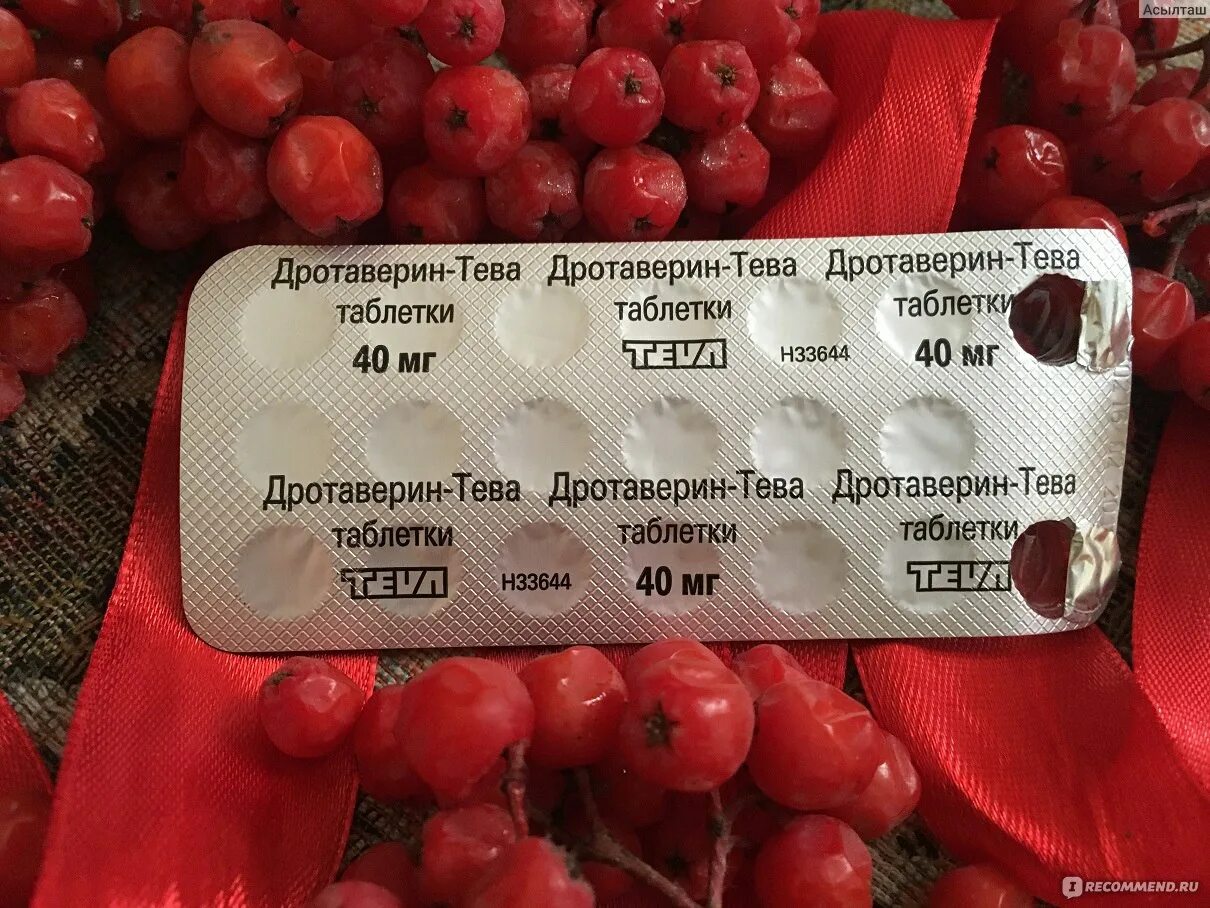 Асылташ
Дротаверин-Тева Дротаверин-Тева Дротаверин-Тева
таблетки таблетки таблетки
40 мг TEVA H33644 40 мг
Дротаверин-Тева Дротаверин-Тева Дротаверин-Тева
таблетки таблетки таблетки
TEVA H33644 40 мг TEVA
I RECOMMEND.RU